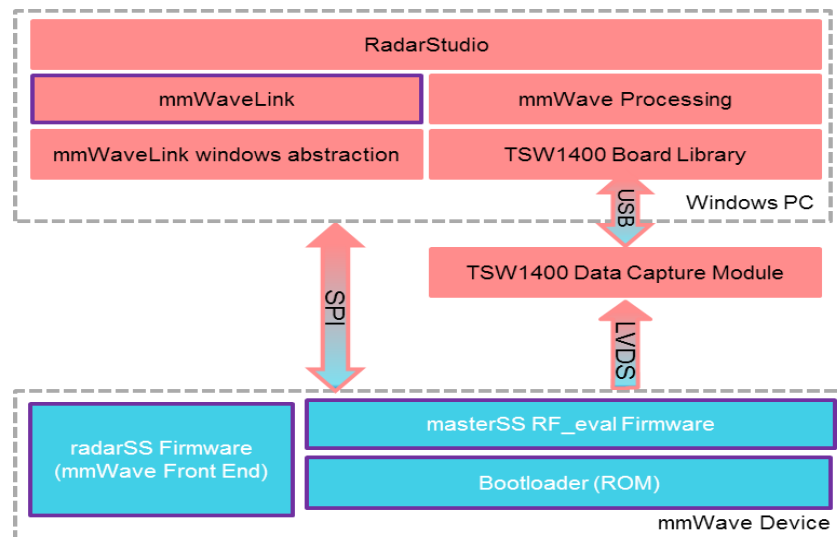 RadarStudio
mmWaveLink
mmWave Processing
mmWaveLink windows abstraction
TSW1400 Board Library
USB
Windows PC
SPI
TSW1400 Data Capture Module
LVDS
radarSS Firmware
(mmWave Front End)
masterSS RF_eval Firmware
Bootloader (ROM)
mmWave Device